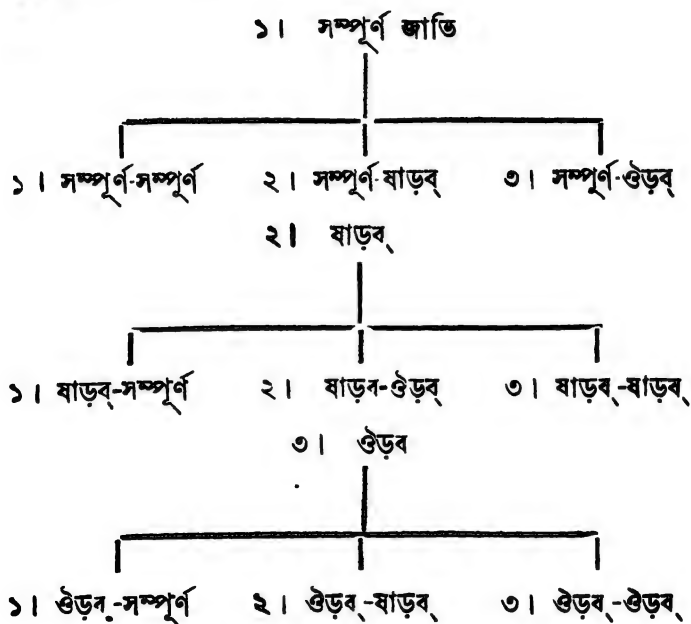 ১। সম্পূর্ণ জাতি
১। সম্পূর্ণ-সম্পূর্ণ ২। সম্পূর্ণ-ষাড়ব্ ৩। সম্পূর্ণ-ঔড়ব্
২। ষাড়ব্
১। ষাড়ব্-সম্পূর্ণ ২। ষাড়ব-ঔড়ব্ ৩। ষাড়ব্-ষাড়ব্
৩। ঔড়ব
১। ঔড়ব্-সম্পূর্ণ ২। ঔড়ব্-ষাড়ব্ ৩। ঔড়ব্-ঔড়ব্